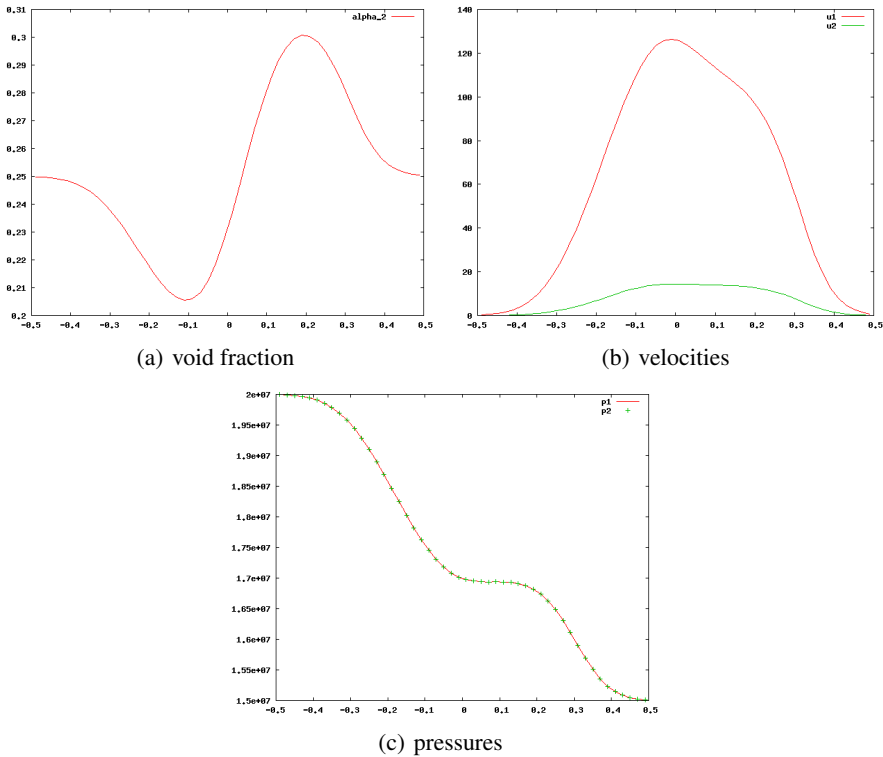 0.31
0.3
0.29
0.28
0.27
0.26
0.25
0.24
0.23
0.22
0.21
0.2
-0.5 -0.4 -0.3 -0.2 -0.1 0 0.1 0.2 0.3 0.4 0.5
alpha_2
(a) void fraction
140
120
100
80
60
40
20
0
-0.5 -0.4 -0.3 -0.2 -0.1 0 0.1 0.2 0.3 0.4 0.5
u1
u2
(b) velocities
2e+07
1.95e+07
1.9e+07
1.85e+07
1.8e+07
1.75e+07
1.7e+07
1.65e+07
1.6e+07
1.55e+07
1.5e+07
-0.5 -0.4 -0.3 -0.2 -0.1 0 0.1 0.2 0.3 0.4 0.5
p1
p2
(c) pressures